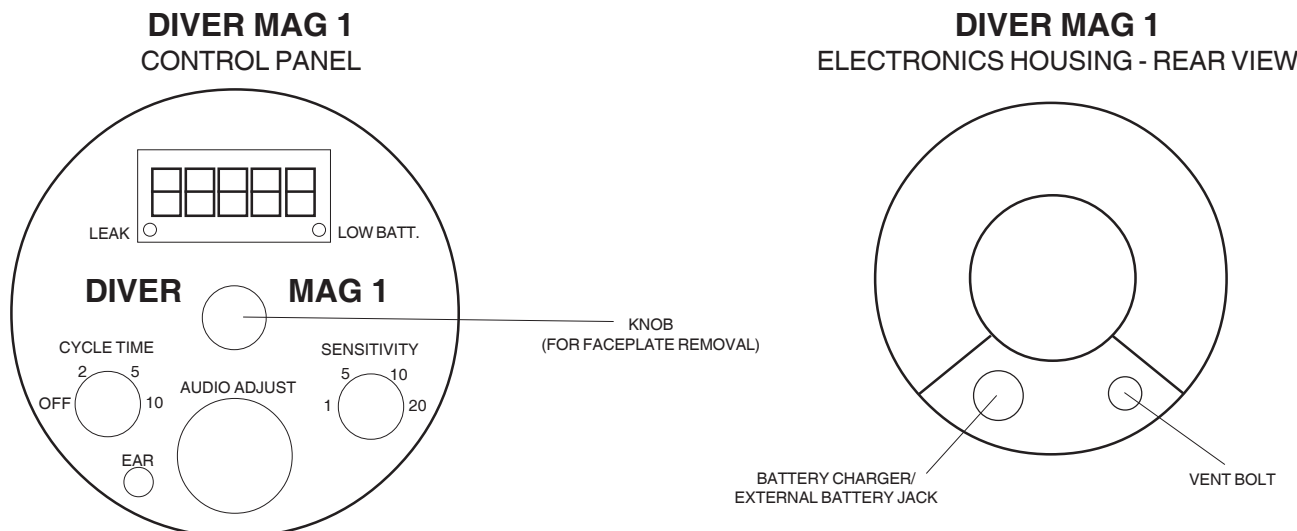 DIVER MAG 1
CONTROL PANEL
LEAK
LOW BATT.
DIVER MAG 1
KNOB
(FOR FACEPLATE REMOVAL)
CYCLE TIME
2 5
OFF 10
SENSITIVITY
5 10
1 20
AUDIO ADJUST
EAR
DIVER MAG 1
ELECTRONICS HOUSING - REAR VIEW
BATTERY CHARGER/
EXTERNAL BATTERY JACK
VENT BOLT